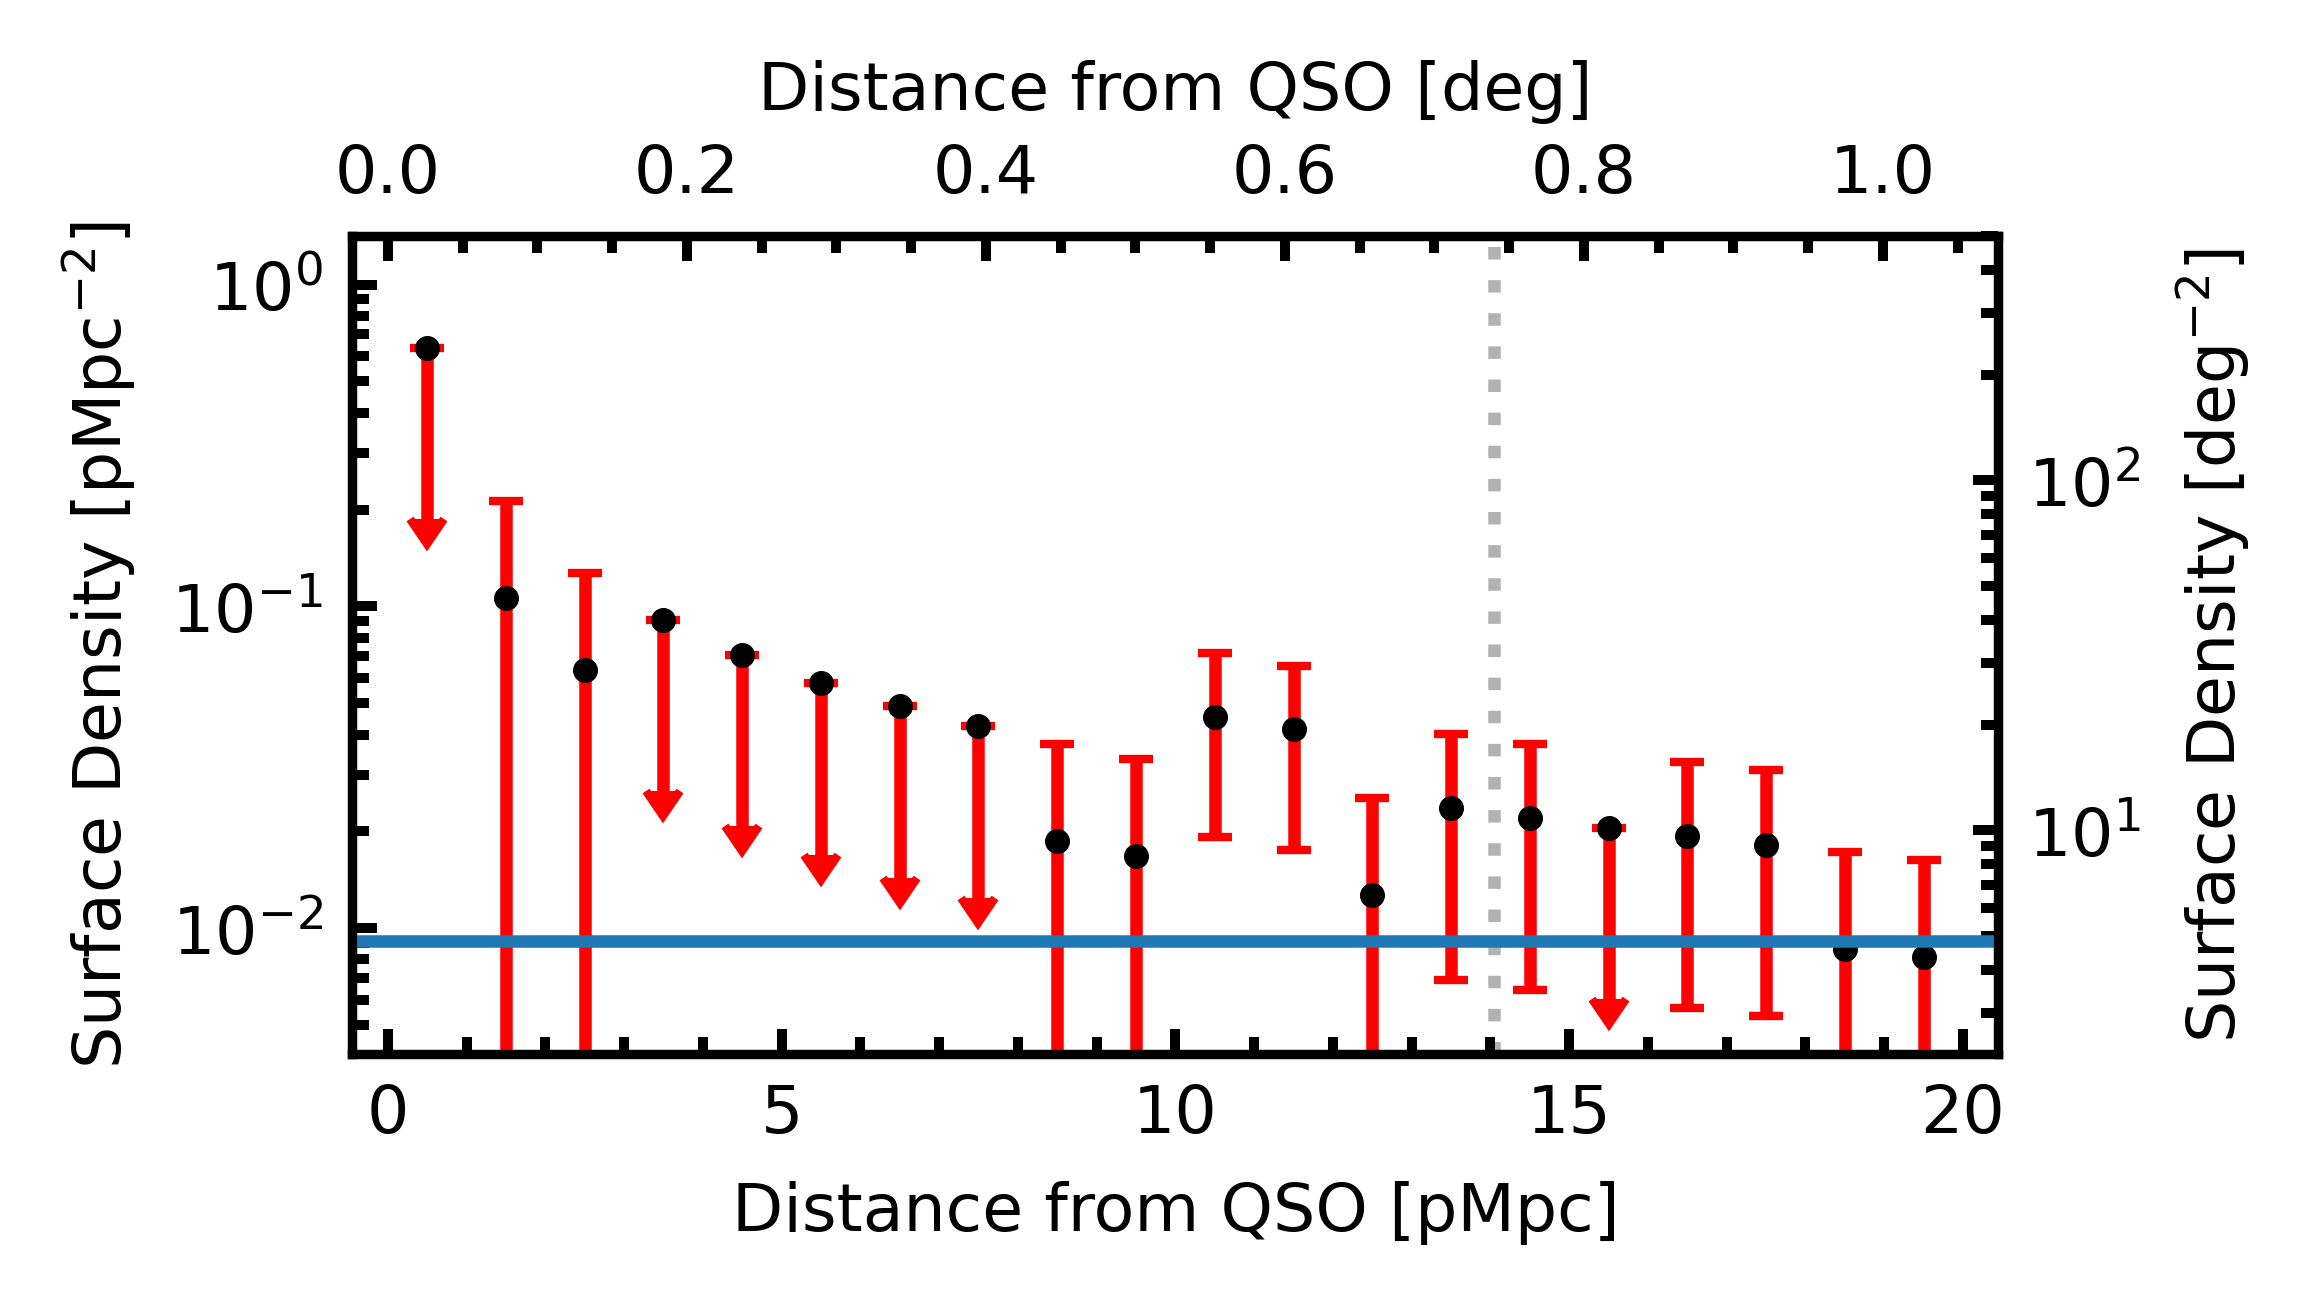 Distance from QSO [deg]
0.0 0.2 0.4 0.6 0.8 1.0
Surface Density [pMpc⁻²]
10⁰
10⁻¹
10⁻²
10²
10¹
Surface Density [deg⁻²]
0 5 10 15 20
Distance from QSO [pMpc]